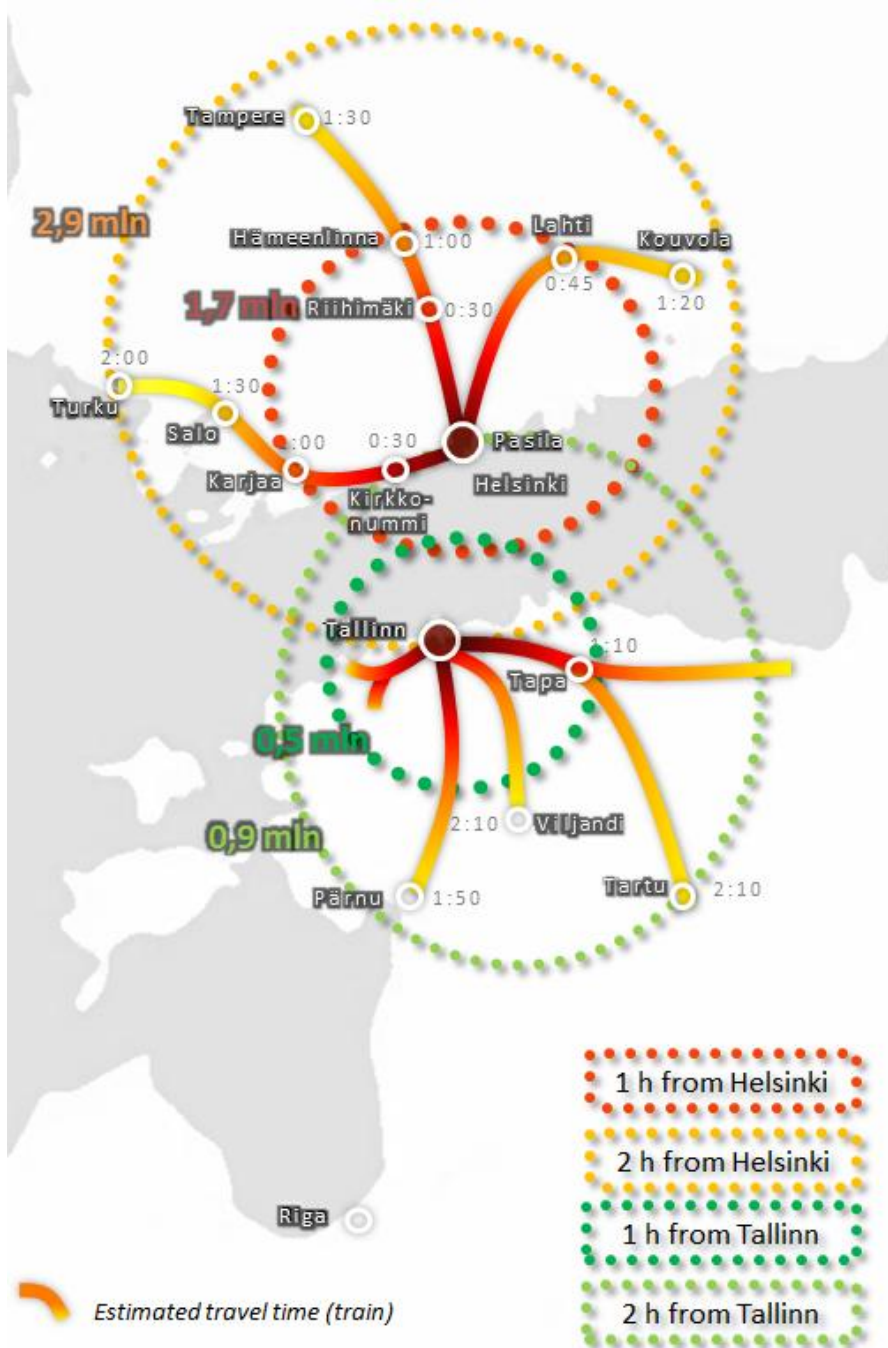 Tampere 1:30
2,9 mln
Hämeenlinna 1:00
Lahti
0:45
Kouvola
1:20
1,7 mln
Riihimäki 0:30
2:00
Turku
1:30
Salo
1:00
Karjaa
0:30
Kirkko-
nummi
Pasila
Helsinki
Tallinn
1:10
Tapa
0,5 mln
0,9 mln
2:10 Viljandi
Pärnu 1:50
Tartu 2:10
Riga
1 h from Helsinki
2 h from Helsinki
1 h from Tallinn
2 h from Tallinn
Estimated travel time (train)